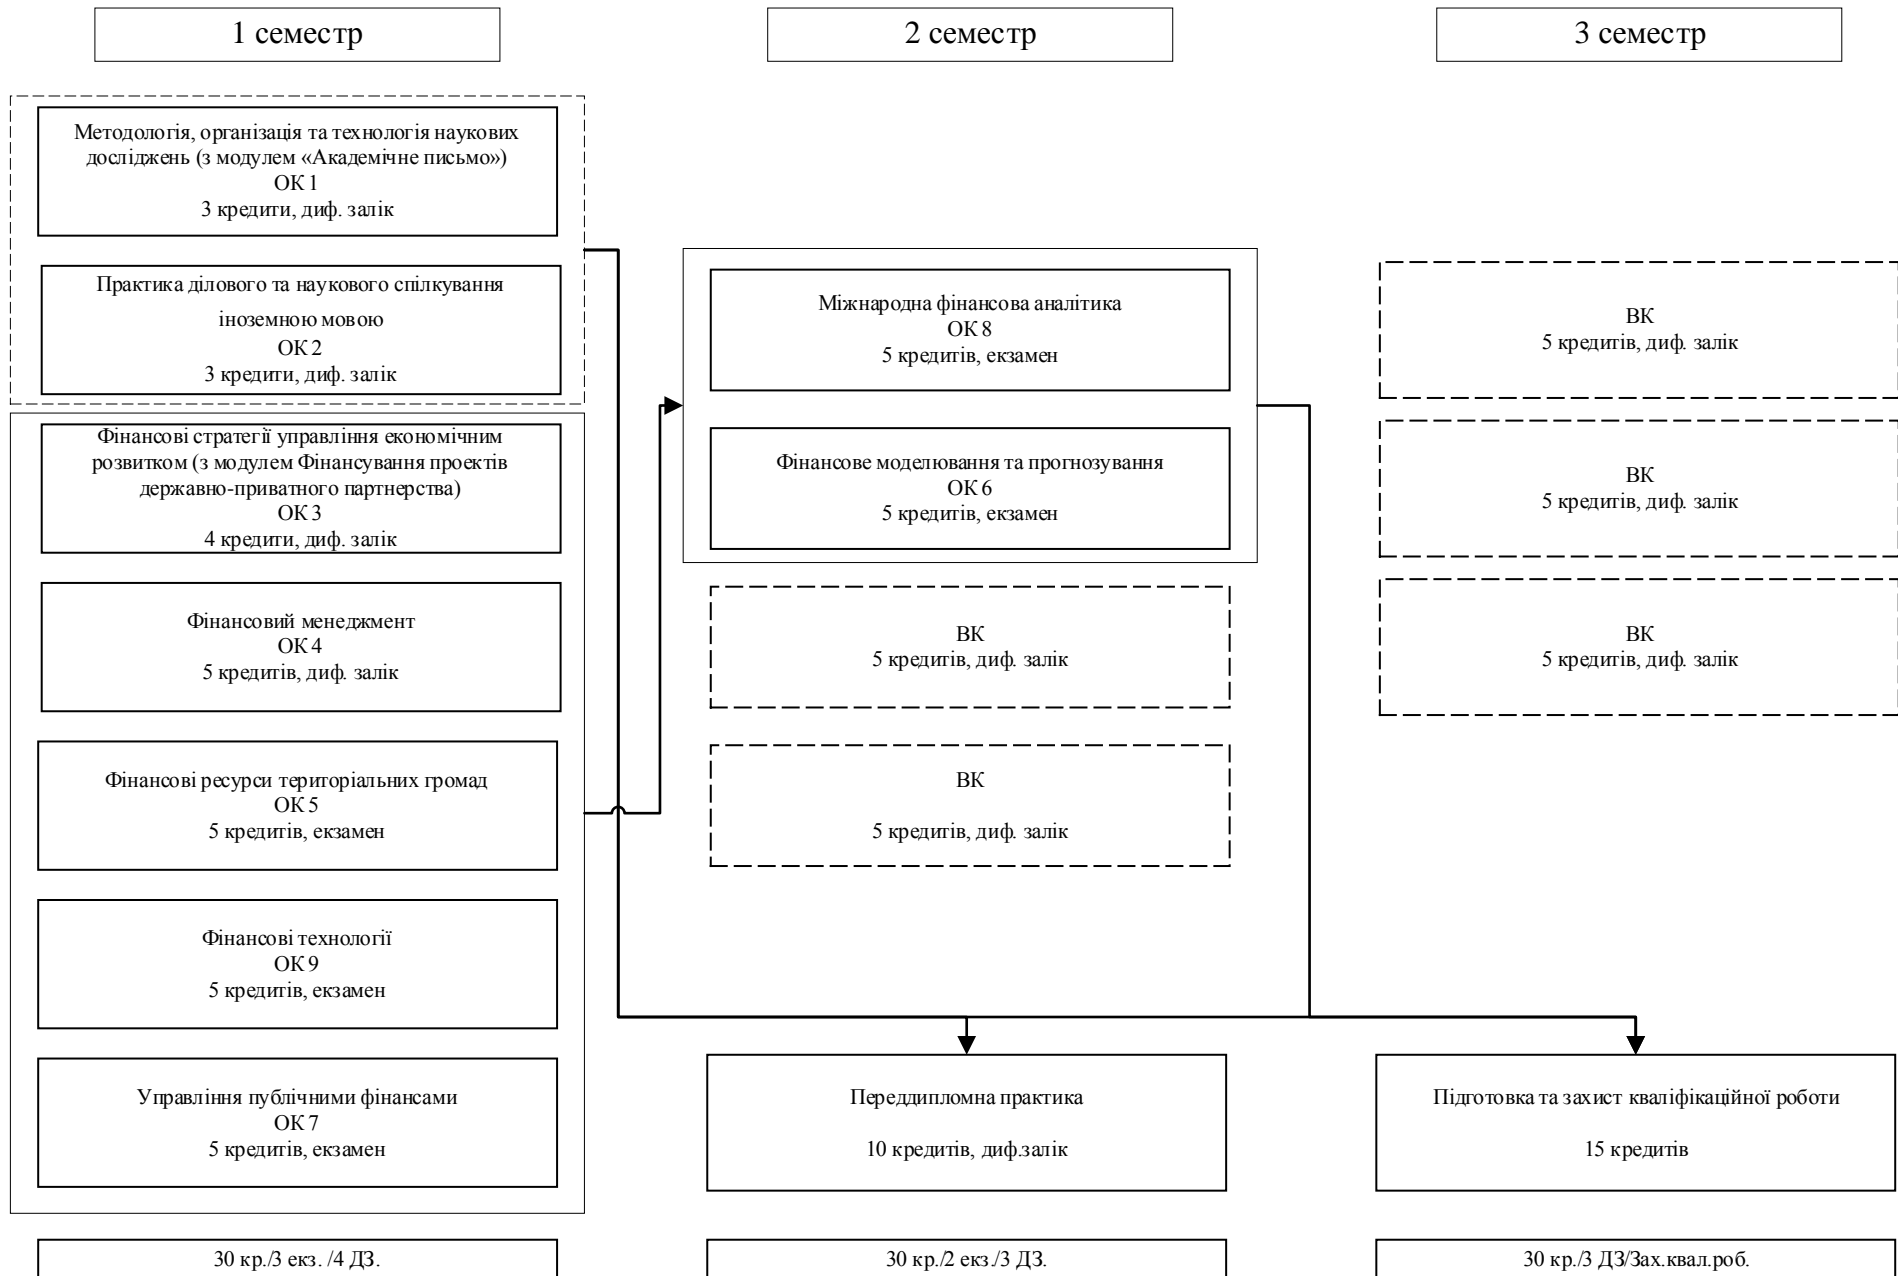 1 семестр
2 семестр
3 семестр
Методологія, організація та технологія наукових
досліджень (з модулем «Академічне письмо»)
ОК 1
3 кредити, диф. залік
Практика ділового та наукового спілкування
іноземною мовою
ОК 2
3 кредити, диф. залік
Фінансові стратегії управління економічним
розвитком (з модулем Фінансування проектів
державно-приватного партнерства)
ОК 3
4 кредити, диф. залік
Фінансовий менеджмент
ОК 4
5 кредитів, диф. залік
Фінансові ресурси територіальних громад
ОК 5
5 кредитів, екзамен
Фінансові технології
ОК 9
5 кредитів, екзамен
Управління публічними фінансами
ОК 7
5 кредитів, екзамен
30 кр./3 екз. /4 ДЗ.
Міжнародна фінансова аналітика
ОК 8
5 кредитів, екзамен
Фінансове моделювання та прогнозування
ОК 6
5 кредитів, екзамен
ВК
5 кредитів, диф. залік
ВК
5 кредитів, диф. залік
Переддипломна практика
10 кредитів, диф.залік
30 кр./2 екз./3 ДЗ.
ВК
5 кредитів, диф. залік
ВК
5 кредитів, диф. залік
ВК
5 кредитів, диф. залік
Підготовка та захист кваліфікаційної роботи
15 кредитів
30 кр./3 ДЗ/Зах.квал.роб.